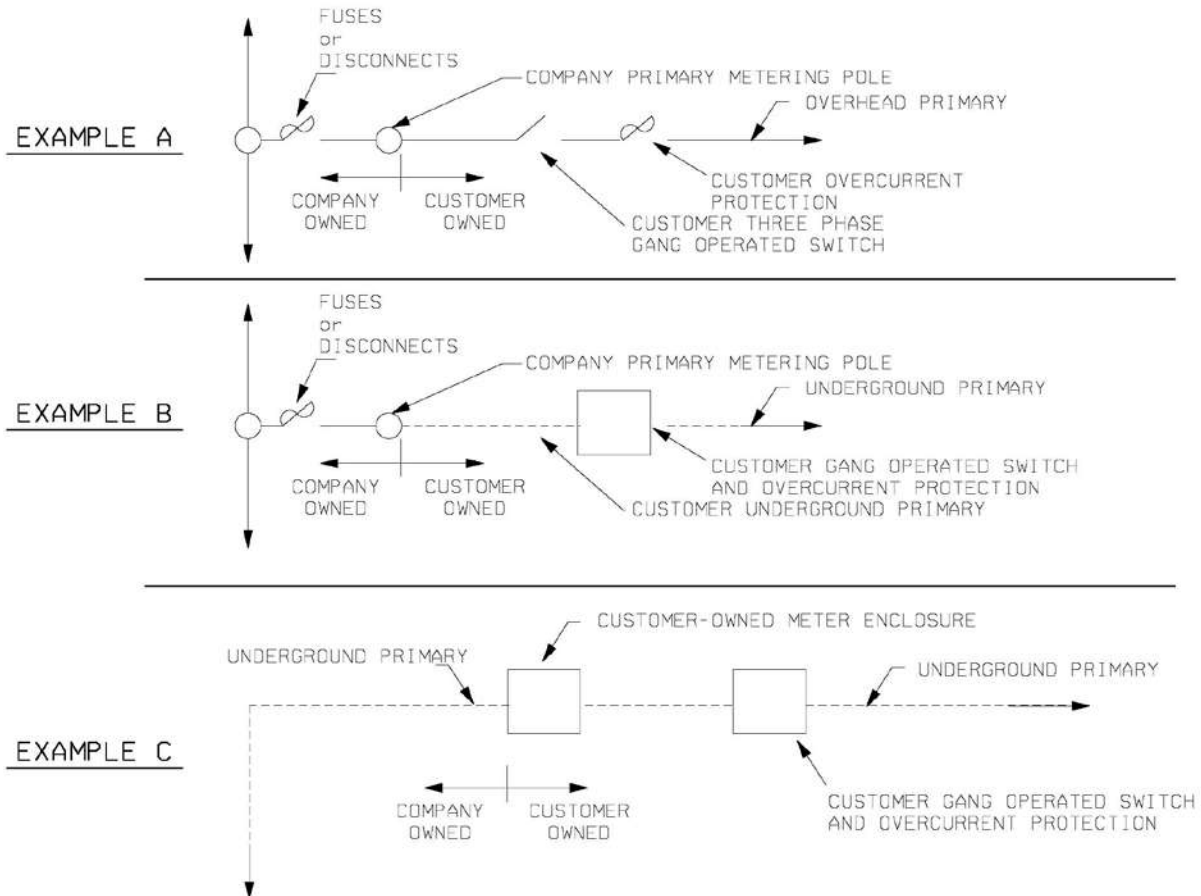 EXAMPLE A
FUSES
or
DISCONNECTS
COMPANY PRIMARY METERING POLE
OVERHEAD PRIMARY
COMPANY
OWNED
CUSTOMER
OWNED
CUSTOMER OVERCURRENT
PROTECTION
CUSTOMER THREE PHASE
GANG OPERATED SWITCH
EXAMPLE B
FUSES
or
DISCONNECTS
COMPANY PRIMARY METERING POLE
UNDERGROUND PRIMARY
COMPANY
OWNED
CUSTOMER
OWNED
CUSTOMER GANG OPERATED SWITCH
AND OVERCURRENT PROTECTION
CUSTOMER UNDERGROUND PRIMARY
EXAMPLE C
CUSTOMER-OWNED METER ENCLOSURE
UNDERGROUND PRIMARY
UNDERGROUND PRIMARY
COMPANY
OWNED
CUSTOMER
OWNED
CUSTOMER GANG OPERATED SWITCH
AND OVERCURRENT PROTECTION